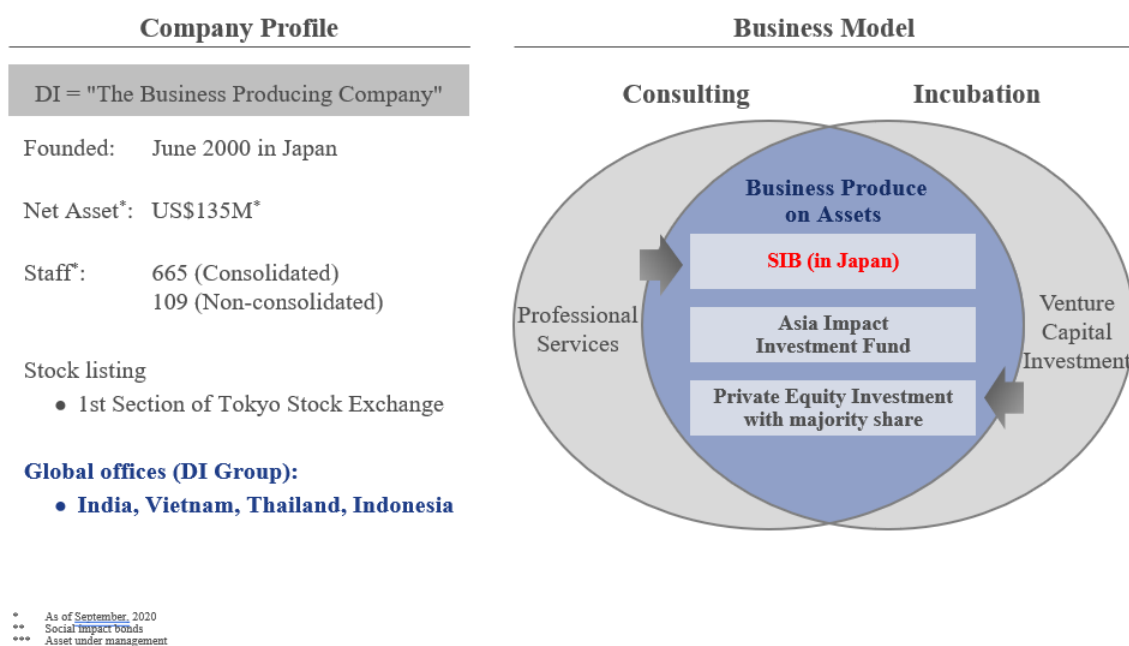 Company Profile
DI = "The Business Producing Company"
Founded: June 2000 in Japan
Net Asset*: US$135M*
Staff*: 665 (Consolidated)
109 (Non-consolidated)
Stock listing
● 1st Section of Tokyo Stock Exchange
Global offices (DI Group):
● India, Vietnam, Thailand, Indonesia
* As of September, 2020
** Social impact bonds
*** Asset under management
Business Model
Consulting
Incubation
Business Produce
on Assets
SIB (in Japan)
Asia Impact
Investment Fund
Private Equity Investment
with majority share
Professional
Services
Venture
Capital
Investment